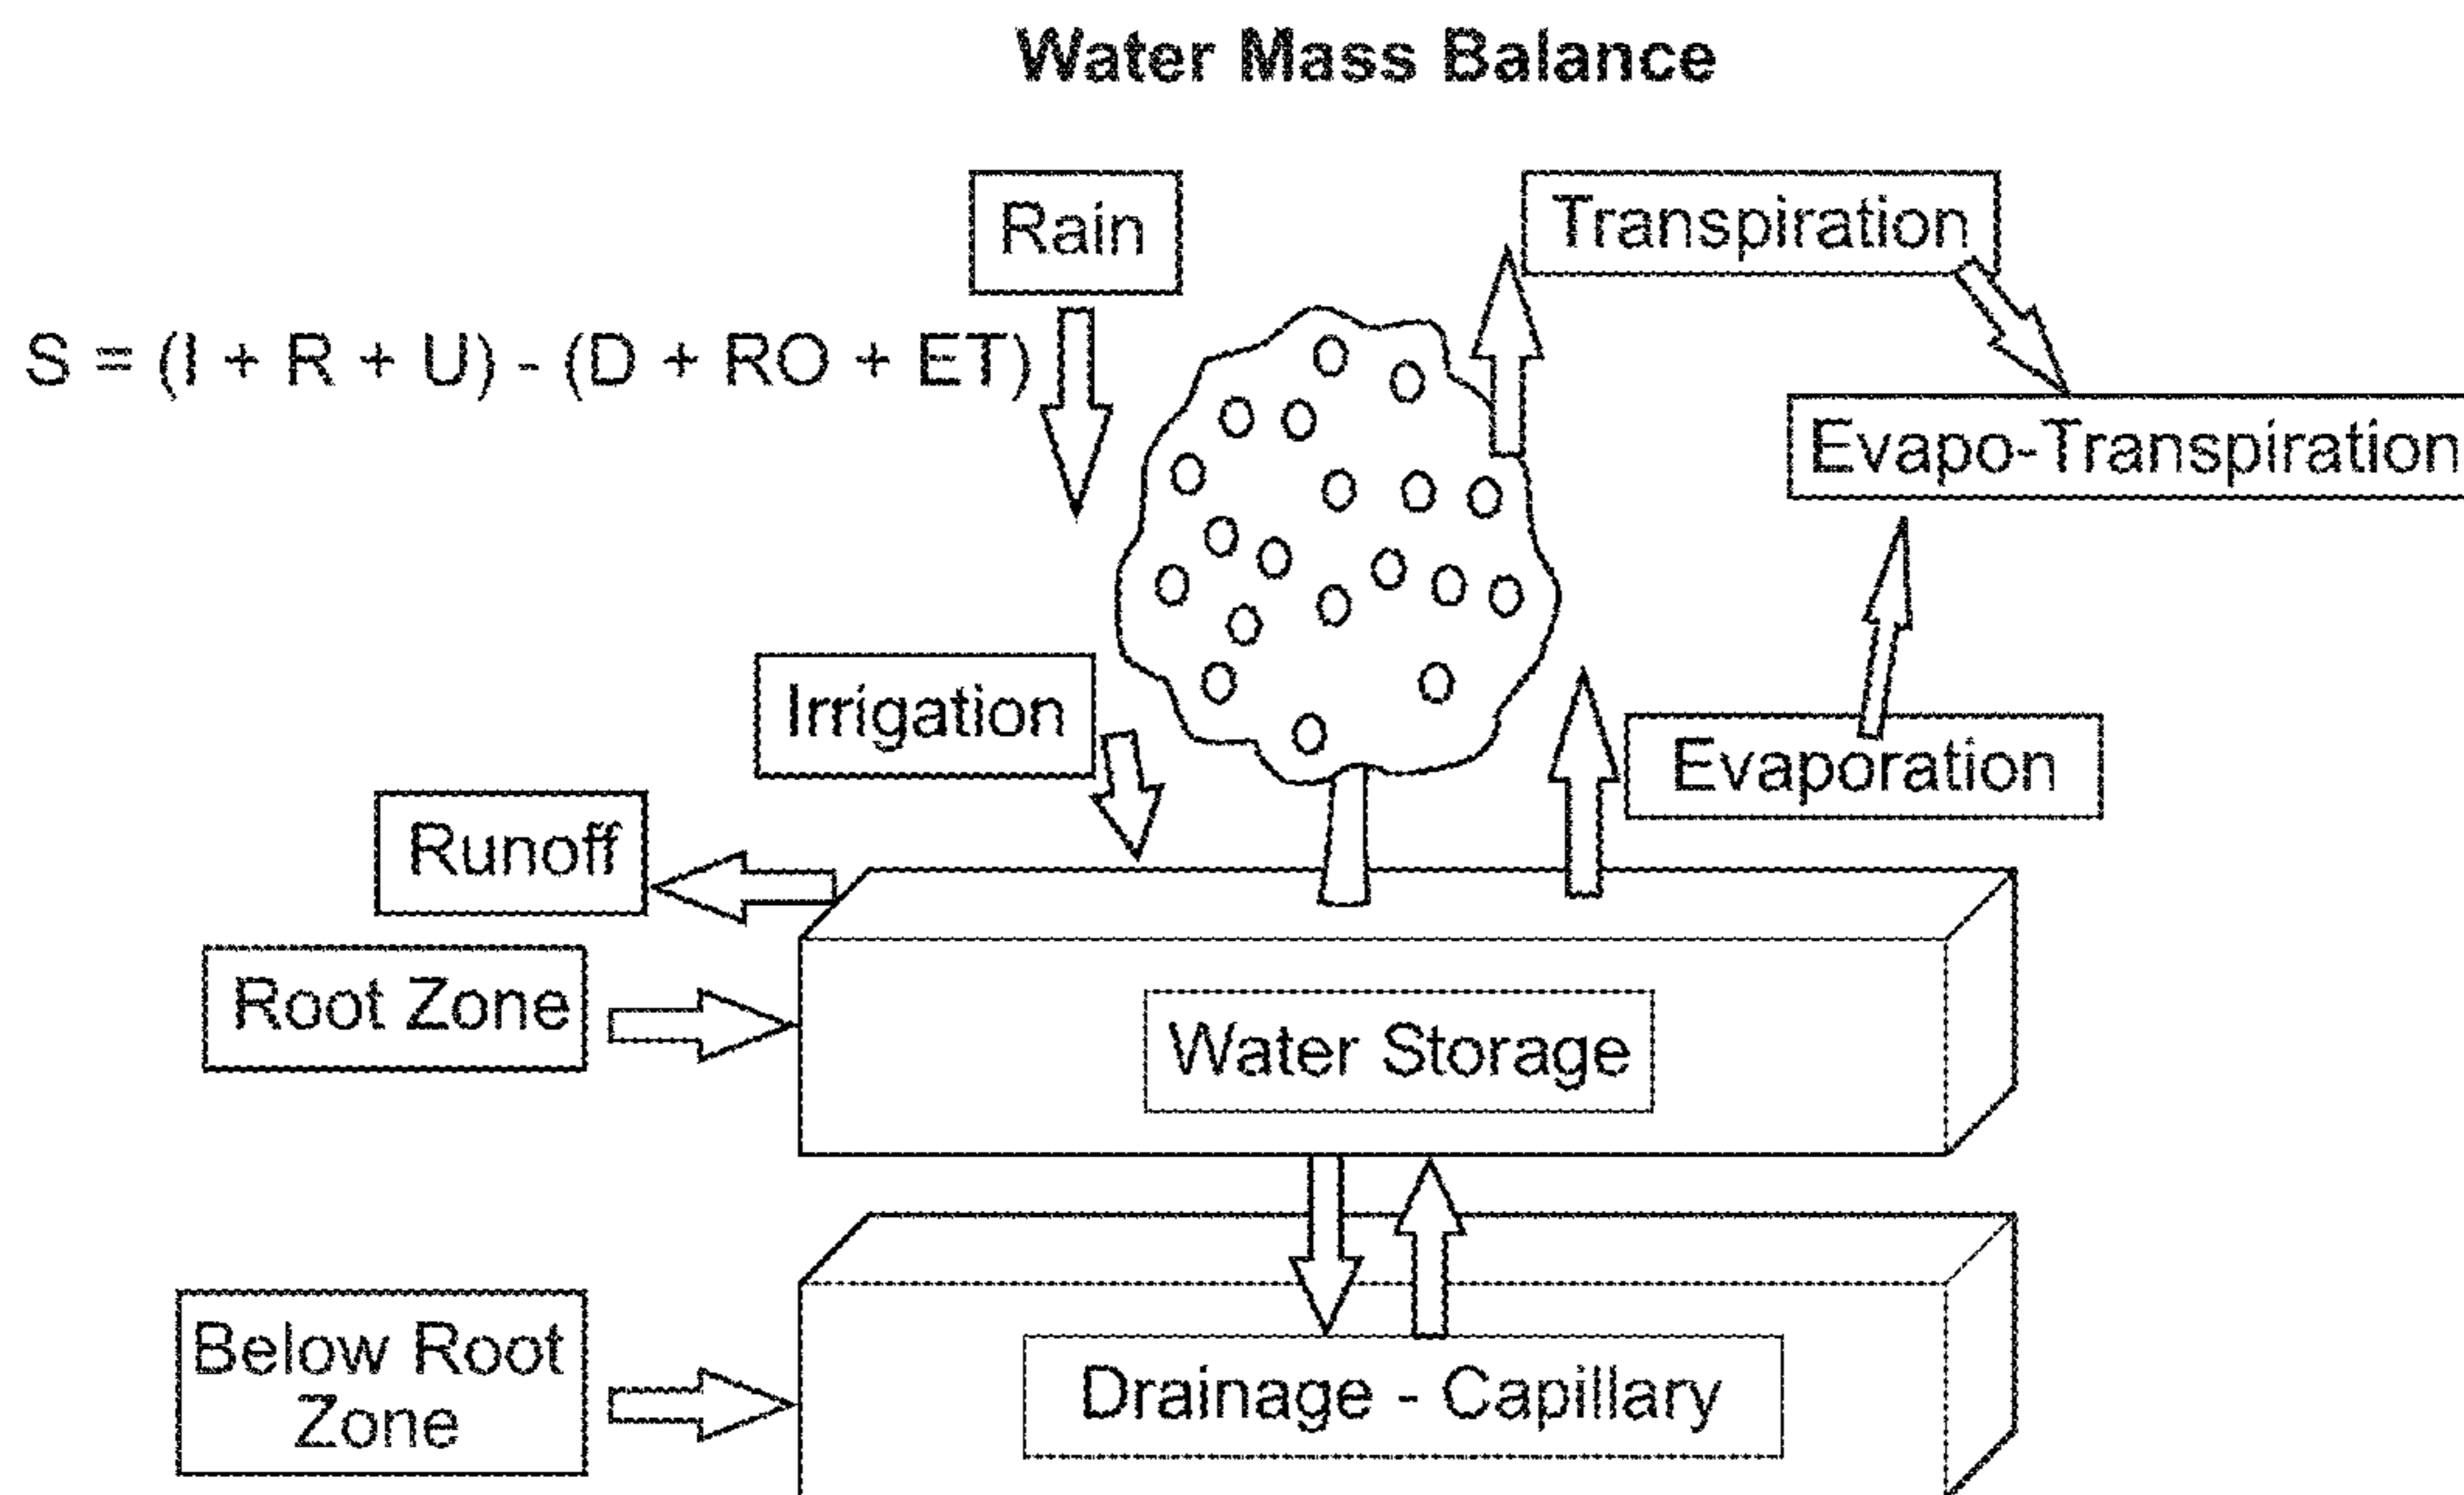 Water Mass Balance
Rain
Transpiration
S = (I + R + U) - (D + RO + ET)
Evapo-Transpiration
Irrigation
Evaporation
Runoff
Root Zone
Water Storage
Below Root
Zone
Drainage - Capillary